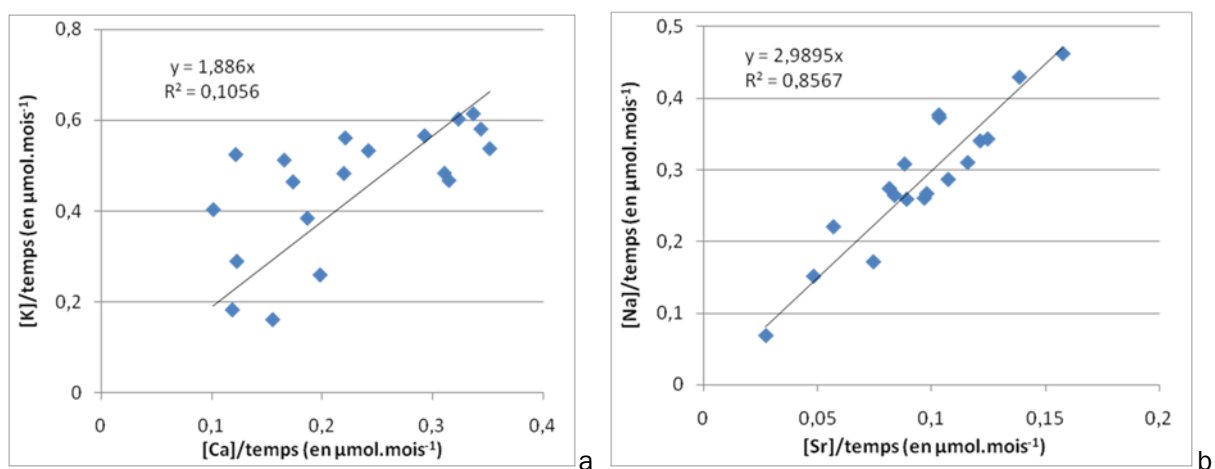 0,8
0,6
0,4
0,2
0
0
0,1
0,2
0,3
0,4
y = 1,886x
R² = 0,1056
[K]/temps (en µmol.mois⁻¹)
[Ca]/temps (en µmol.mois⁻¹)
a
0,5
0,4
0,3
0,2
0,1
0
0
0,05
0,1
0,15
0,2
y = 2,9895x
R² = 0,8567
[Na]/temps (en µmol.mois⁻¹)
[Sr]/temps (en µmol.mois⁻¹)
b